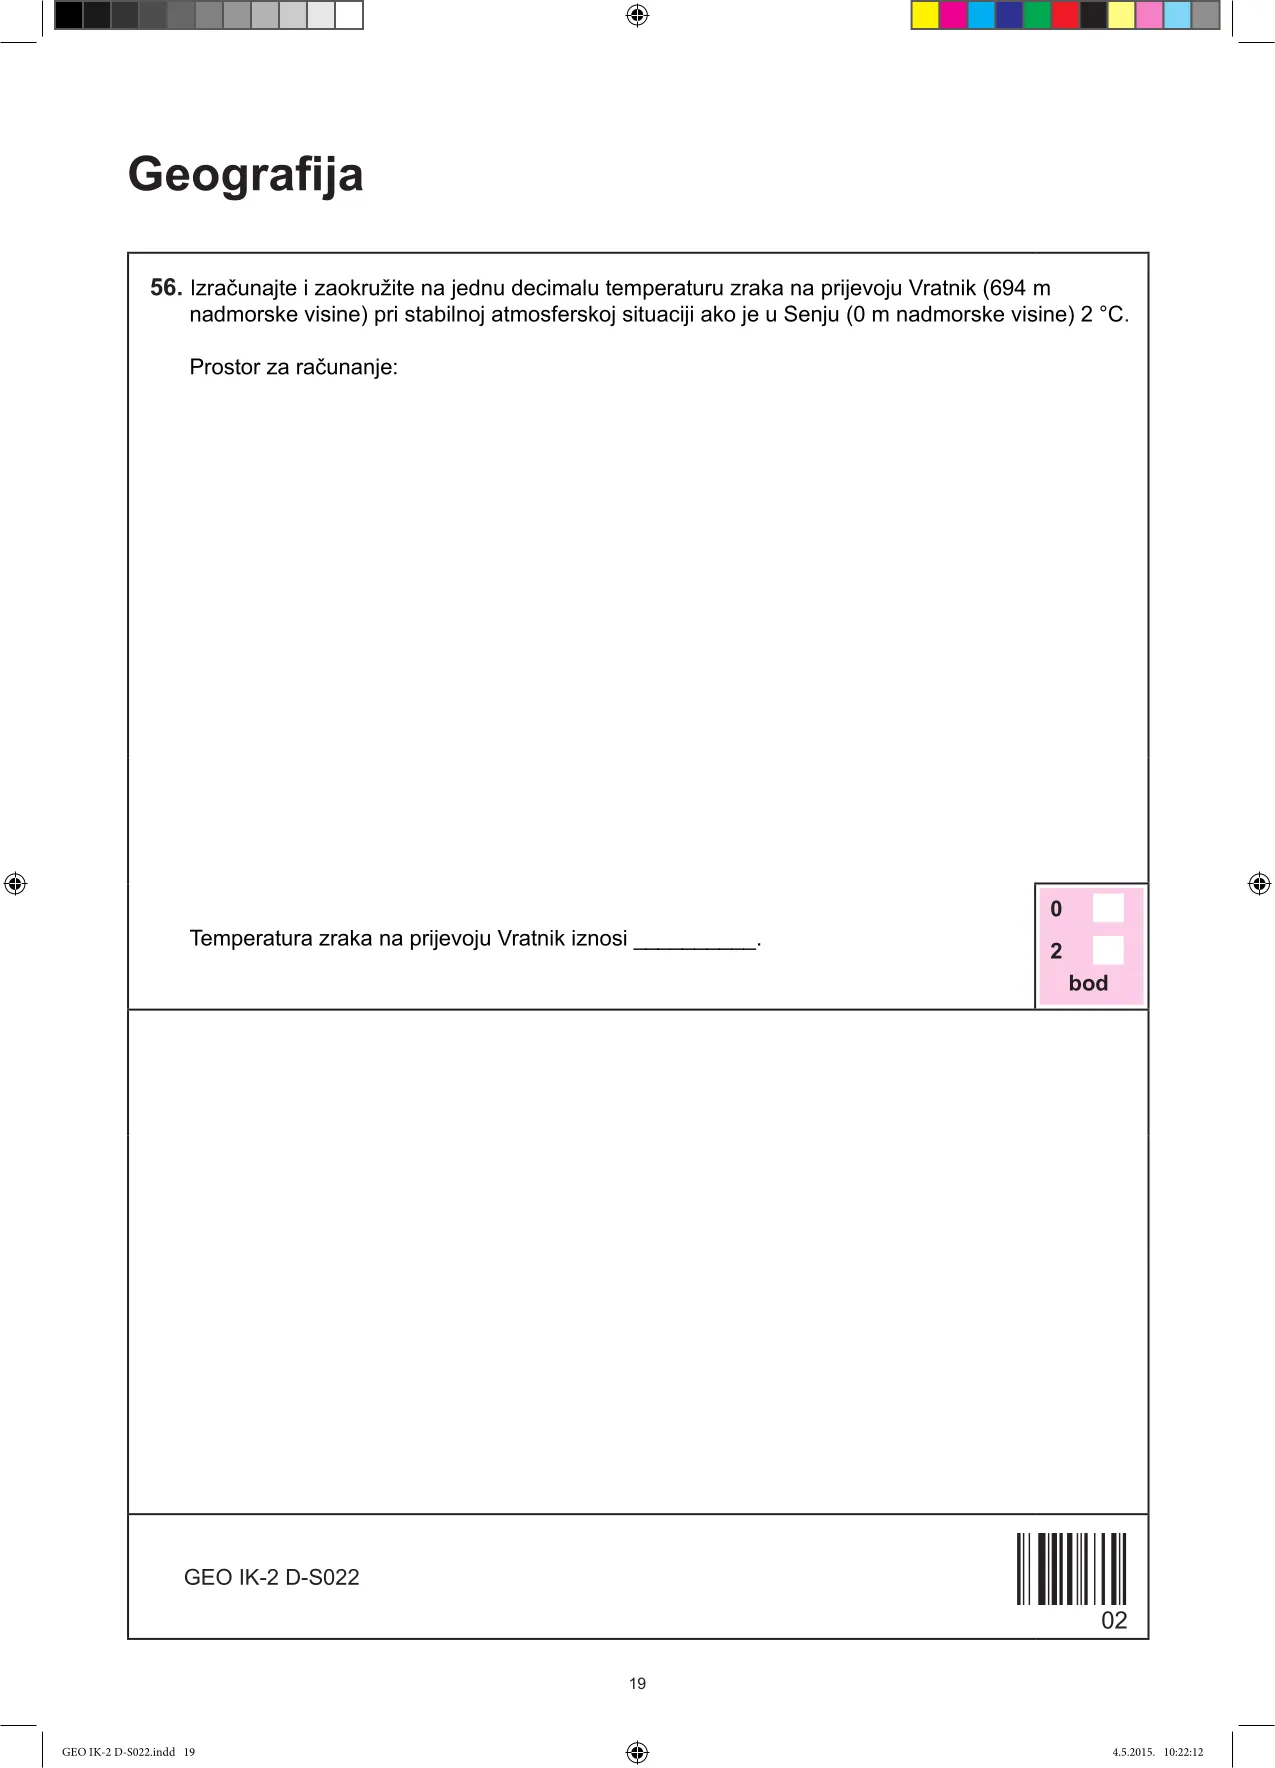 Geografija
56. Izračunajte i zaokružite na jednu decimalu temperaturu zraka na prijevoju Vratnik (694 m
nadmorske visine) pri stabilnoj atmosferskoj situaciji ako je u Senju (0 m nadmorske visine) 2 °C.
Prostor za računanje:
Temperatura zraka na prijevoju Vratnik iznosi __________.
0
2
bod
GEO IK-2 D-S022
02
19
GEO IK-2 D-S022.indd 19
4.5.2015. 10:22:12